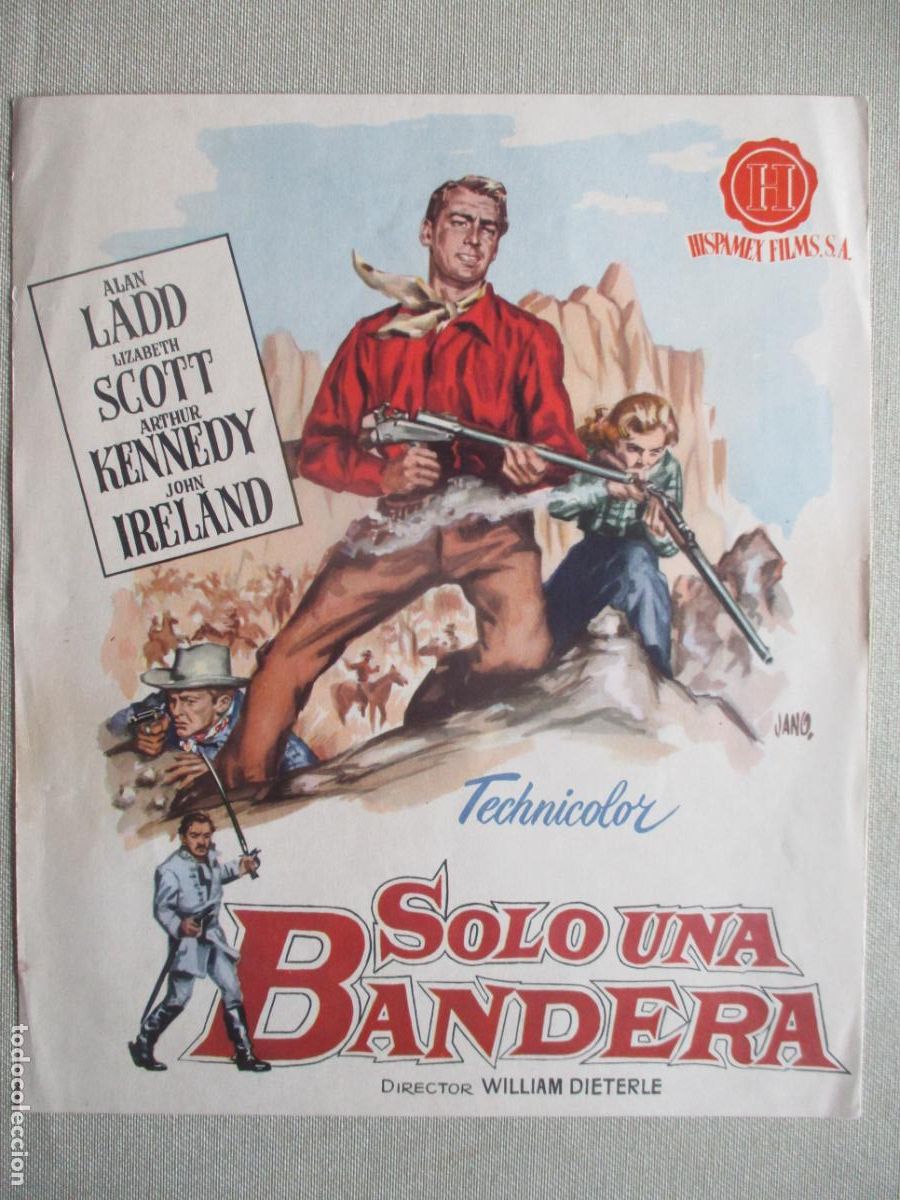 H
HISPAMEX FILMS, S.A.
ALAN
LADD
LIZABETH
SCOTT
ARTHUR
KENNEDY
JOHN
IRELAND
JANO.
Technicolor
SOLO UNA
BANDERA
DIRECTOR WILLIAM DIETERLE
todocoleccion